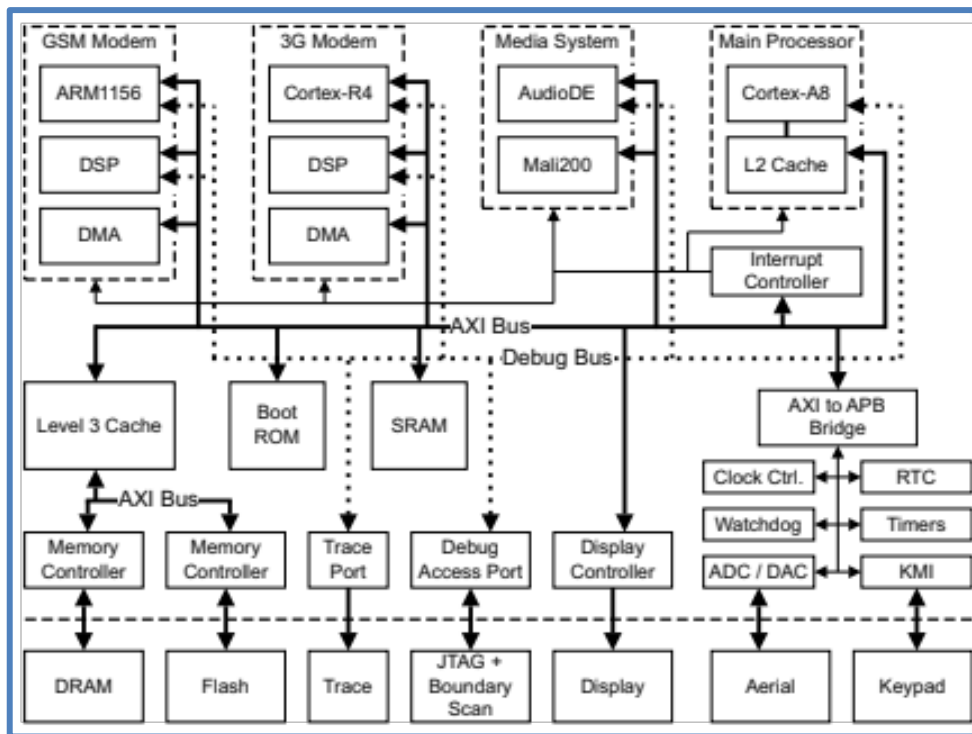 GSM Modem
3G Modem
Media System
Main Processor
ARM1156
Cortex-R4
AudioDE
Cortex-A8
DSP
DSP
Mali200
L2 Cache
DMA
DMA
Interrupt
Controller
AXI Bus
Debug Bus
Level 3 Cache
Boot
ROM
SRAM
AXI to APB
Bridge
Clock Ctrl.
RTC
AXI Bus
Watchdog
Timers
Memory
Controller
Memory
Controller
Trace
Port
Debug
Access Port
Display
Controller
ADC / DAC
KMI
DRAM
Flash
Trace
JTAG +
Boundary
Scan
Display
Aerial
Keypad